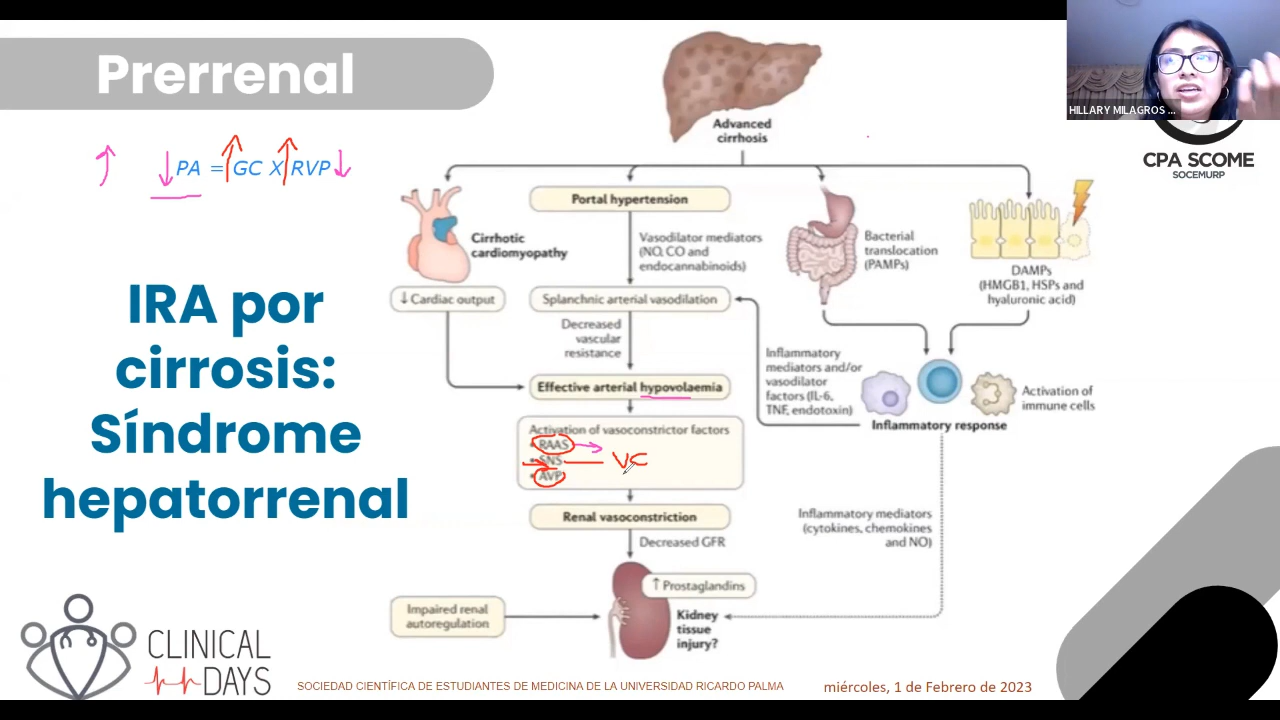 Prerrenal
HILLARY MILAGROS ...
CPA SCOME
SOCEMURP
PA = GC X RVP
IRA por
cirrosis:
Síndrome
hepatorrenal
Advanced
cirrhosis
Cirrhotic
cardiomyopathy
↓ Cardiac output
Portal hypertension
Vasodilator mediators
(NO, CO and
endocannabinoids)
Splanchnic arterial vasodilation
Decreased
vascular
resistance
Effective arterial hypovolaemia
Activation of vasoconstrictor factors
• RAAS
• SNS
• AVP
VC
Renal vasoconstriction
Decreased GFR
↑ Prostaglandins
Impaired renal
autoregulation
Kidney
tissue
injury?
Bacterial
translocation
(PAMPs)
DAMPs
(HMGB1, HSPs and
hyaluronic acid)
Inflammatory
mediators and/or
vasodilator
factors (IL-6,
TNF, endotoxin)
Activation of
immune cells
Inflammatory response
Inflammatory mediators
(cytokines, chemokines
and NO)
CLINICAL
DAYS
SOCIEDAD CIENTÍFICA DE ESTUDIANTES DE MEDICINA DE LA UNIVERSIDAD RICARDO PALMA
miércoles, 1 de Febrero de 2023